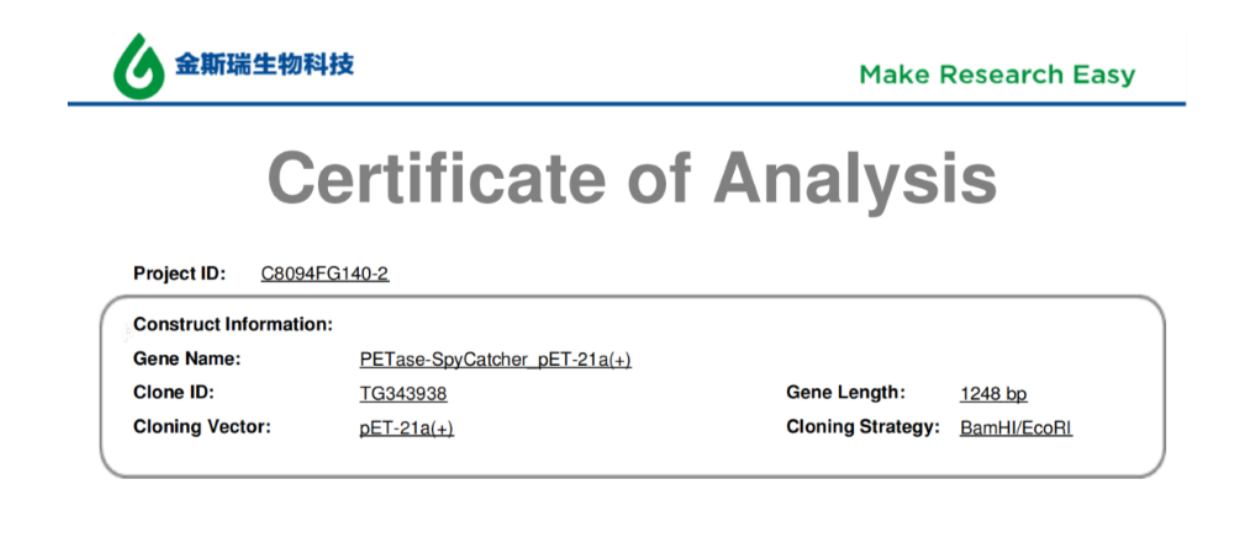 金斯瑞生物科技
Make Research Easy
Certificate of Analysis
Project ID: C8094FG140-2
Construct Information:
Gene Name: PETase-SpyCatcher_pET-21a(+)
Clone ID: TG343938 Gene Length: 1248 bp
Cloning Vector: pET-21a(+) Cloning Strategy: BamHI/EcoRI